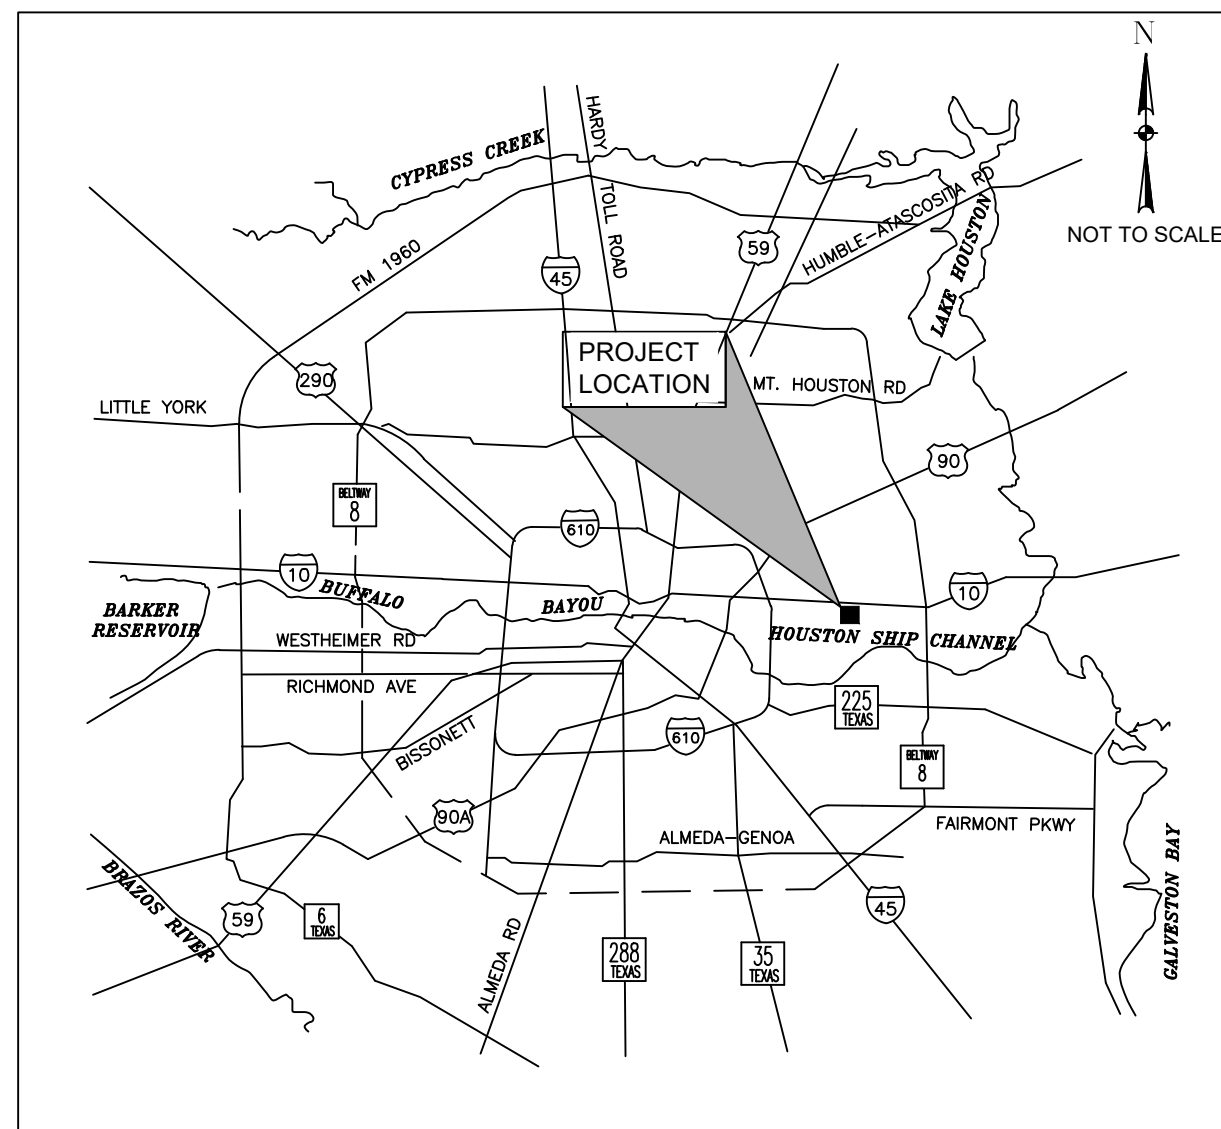 N
NOT TO SCALE
HARDY
TOLL ROAD
CYPRESS CREEK
FM 1960
45
59
HUMBLE-ATASCOSITA RD
LAKE HOUSTON
PROJECT
LOCATION
290
MT. HOUSTON RD
LITTLE YORK
90
BELTWAY
8
610
10
BUFFALO
BAYOU
10
BARKER
RESERVOIR
WESTHEIMER RD
HOUSTON SHIP CHANNEL
RICHMOND AVE
225
TEXAS
BISSONETT
610
BELTWAY
8
90A
FAIRMONT PKWY
ALMEDA-GENOA
BRAZOS RIVER
59
6
TEXAS
ALMEDA RD
288
TEXAS
35
TEXAS
45
GALVESTON BAY